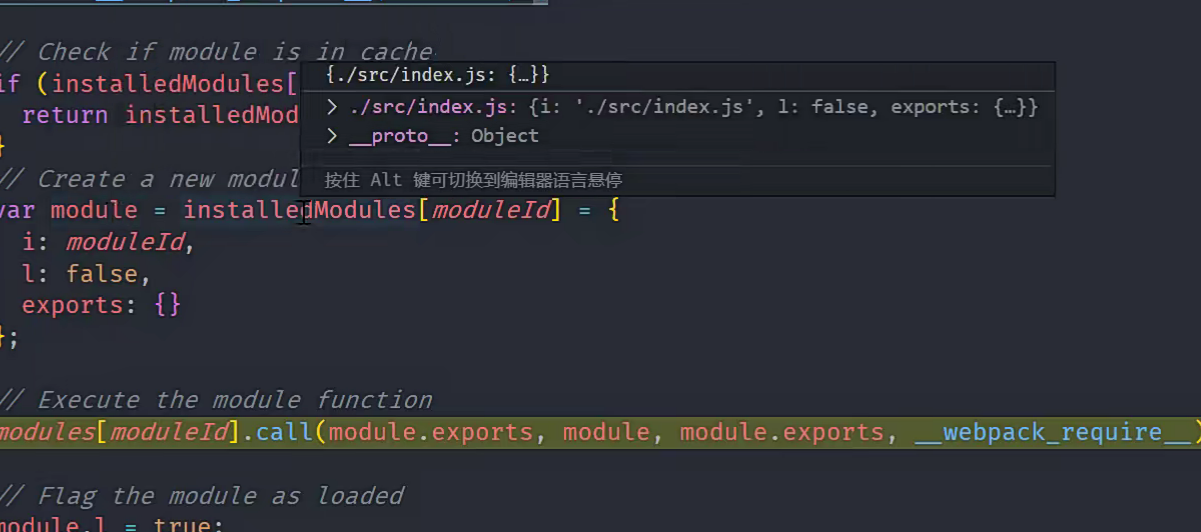 // Check if module is in cache
if (installedModules[
{./src/index.js: {…}}
return installedMod
> ./src/index.js: {i: './src/index.js', l: false, exports: {…}}
> __proto__: Object
}
// Create a new modul
按住 Alt 键可切换到编辑器语言悬停
var module = installedModules[moduleId] = {
i: moduleId,
l: false,
exports: {}
};
// Execute the module function
modules[moduleId].call(module.exports, module, module.exports, __webpack_require__)
// Flag the module as loaded
module.l = true;